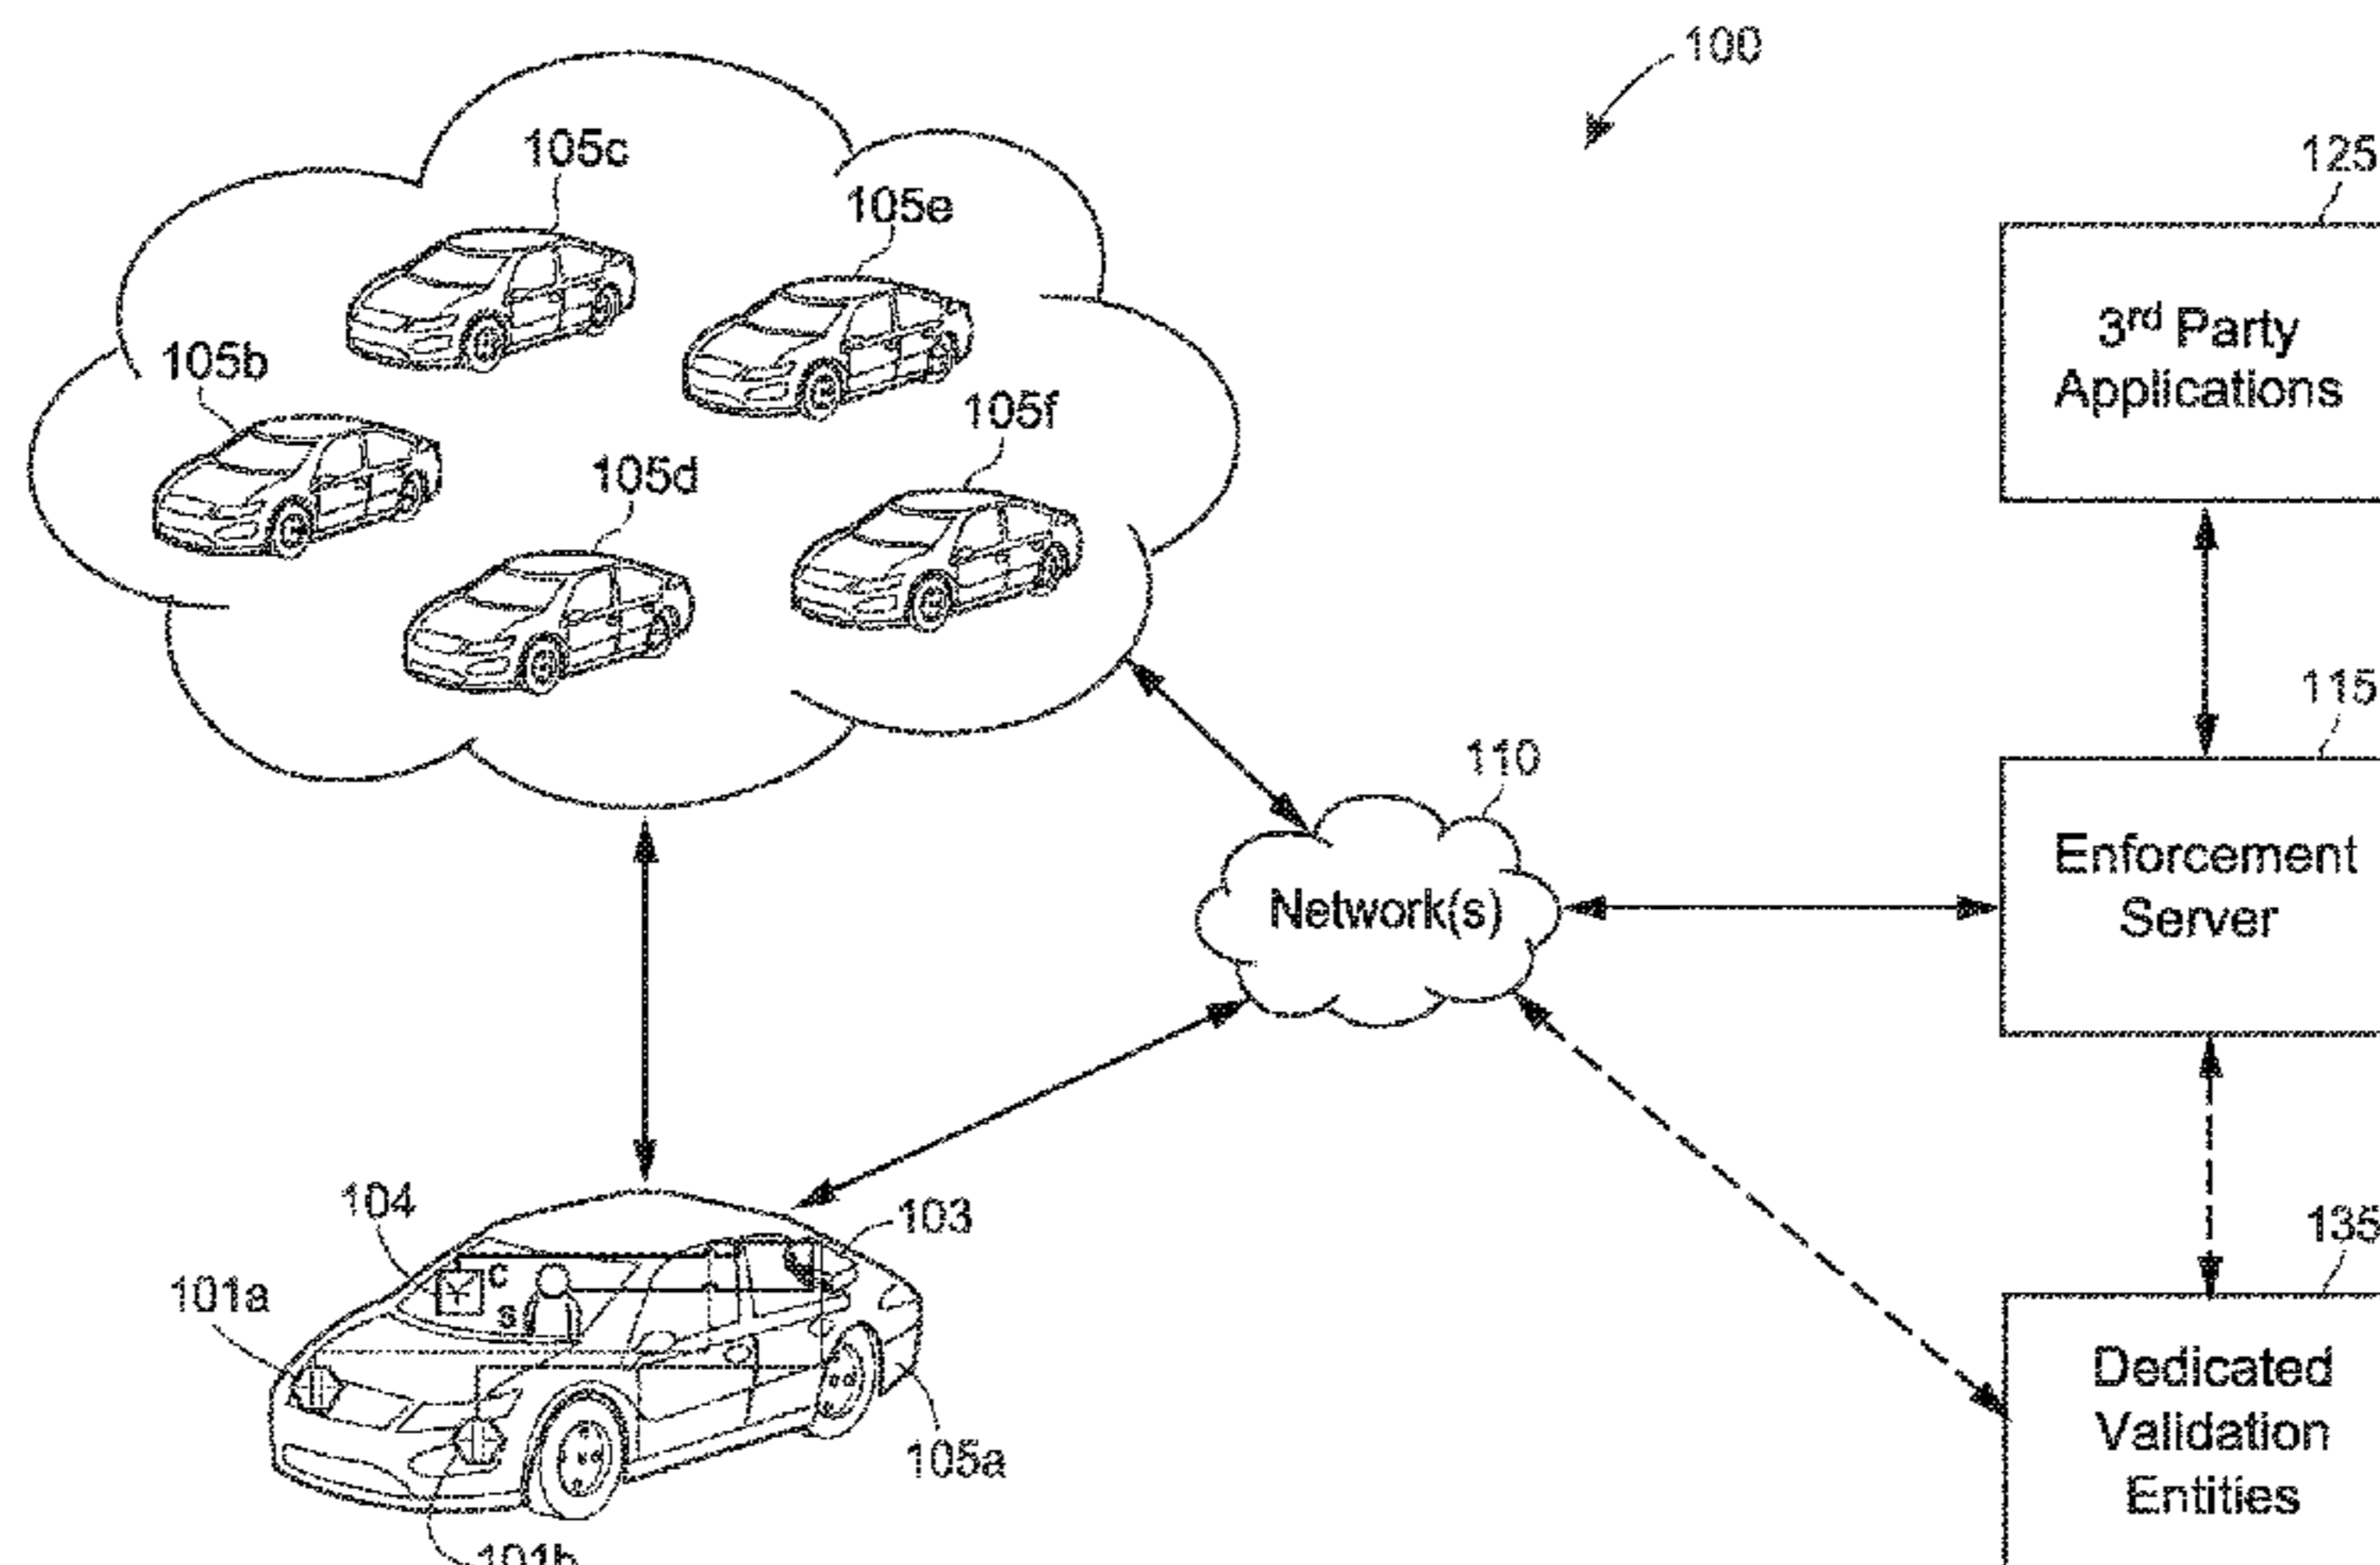 100
125
105c
105e
3rd Party
Applications
105b
105f
105d
115
110
Enforcement
Server
Network(s)
135
104
103
C
101a
S
Dedicated
Validation
Entities
105a
101b